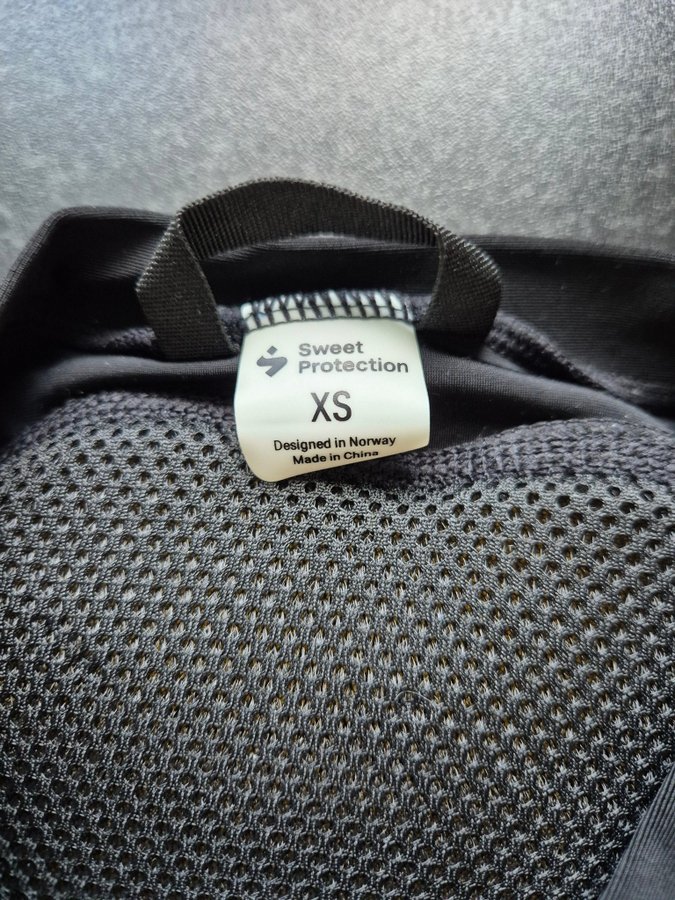 Sweet
Protection
XS
Designed in Norway
Made in China